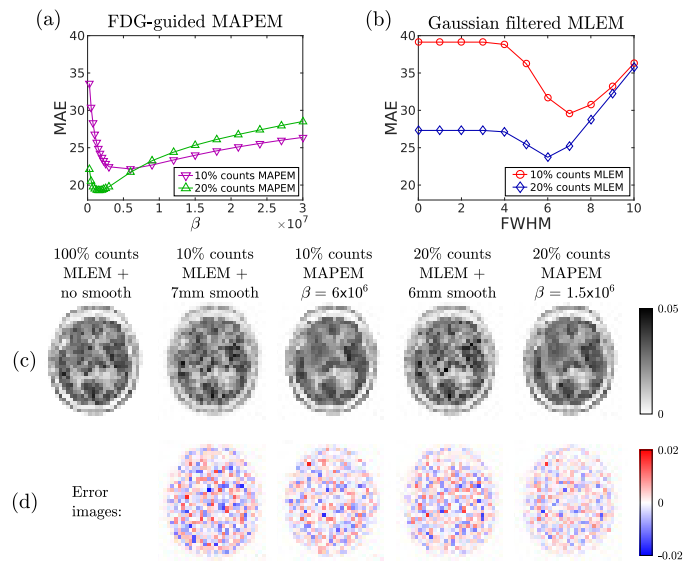 (a)
FDG-guided MAPEM
MAE
40
35
30
25
20
0
0.5
1
1.5
2
2.5
3
β
×10⁷
10% counts MAPEM
20% counts MAPEM
(b)
Gaussian filtered MLEM
MAE
40
35
30
25
20
0
2
4
6
8
10
FWHM
10% counts MLEM
20% counts MLEM
100% counts
MLEM +
no smooth
10% counts
MLEM +
7mm smooth
10%
MAPEM
β = 6x10⁶
20% counts
MLEM +
6mm smooth
20%
MAPEM
β = 1.5x10⁶
(c)
0.05
0
(d)
Error
images:
0.02
0
-0.02